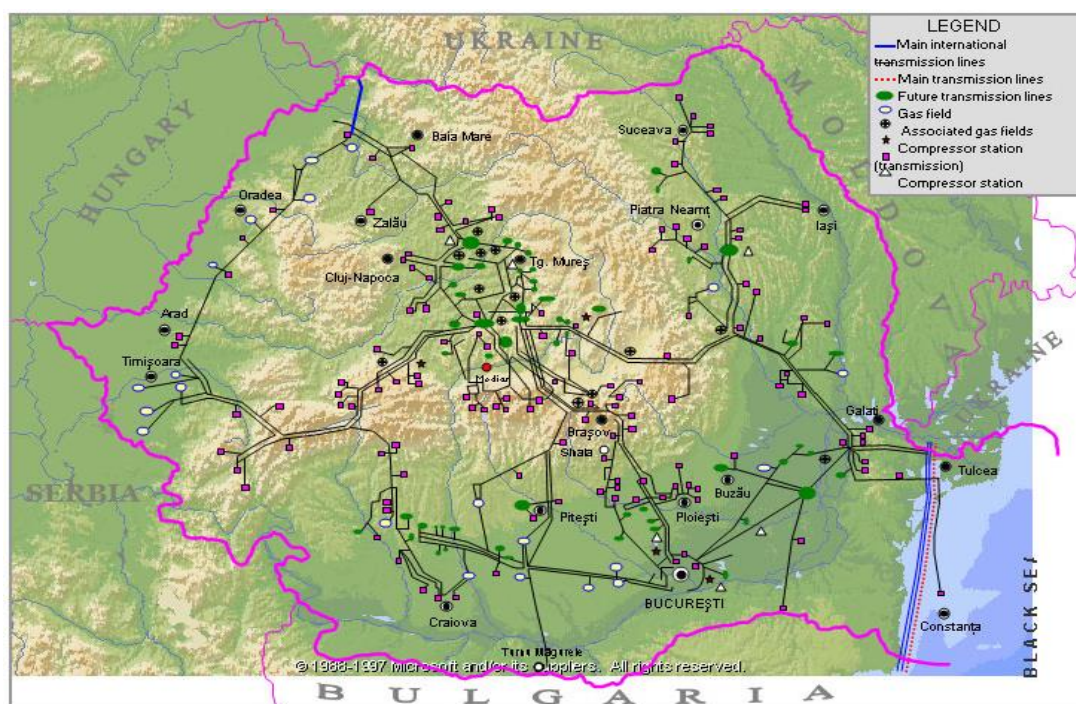 UKRAINE
LEGEND
Main international
transmission lines
Main transmission lines
Future transmission lines
Gas field
Associated gas fields
Compressor station
(transmission)
Compressor station
HUNGARY
MOLDOVA
Baia Mare
Suceava
Oradea
Zalău
Piatra Neamț
Iași
Cluj-Napoca
Tg. Mureș
Arad
Timișoara
Medias
UKRAINE
Galați
Brașov
Shata
Tulcea
SERBIA
Buzău
Pitești
Ploiești
BUCUREȘTI
Craiova
Constanța
BLACK SEA
Turnu Măgurele
© 1988-1997 Microsoft and/or its suppliers. All rights reserved.
BULGARIA